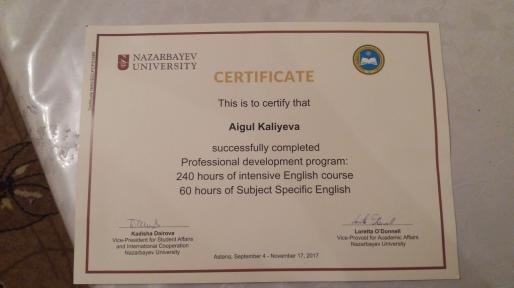 NAZARBAYEV
UNIVERSITY
CERTIFICATE
This is to certify that
Aigul Kaliyeva
successfully completed
Professional development program:
240 hours of intensive English course
60 hours of Subject Specific English
Kadisha Dairova
Vice-President for Student Affairs
and International Cooperation
Nazarbayev University
Loretta O'Donnell
Vice-Provost for Academic Affairs
Nazarbayev University
Astana, September 4 - November 17, 2017